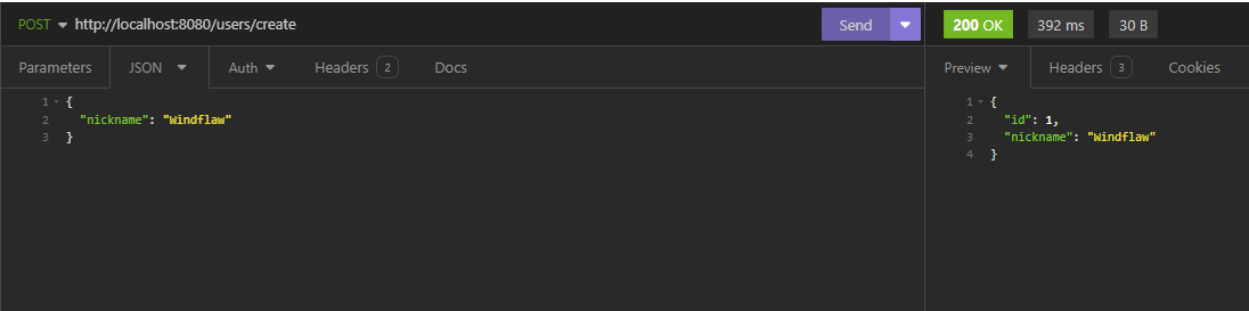 POST http://localhost:8080/users/create Send
200 OK 392 ms 30 B
Parameters JSON Auth Headers 2 Docs
Preview Headers 3 Cookies
1 {
2 "nickname": "Windflaw"
3 }
1 {
2 "id": 1,
3 "nickname": "Windflaw"
4 }